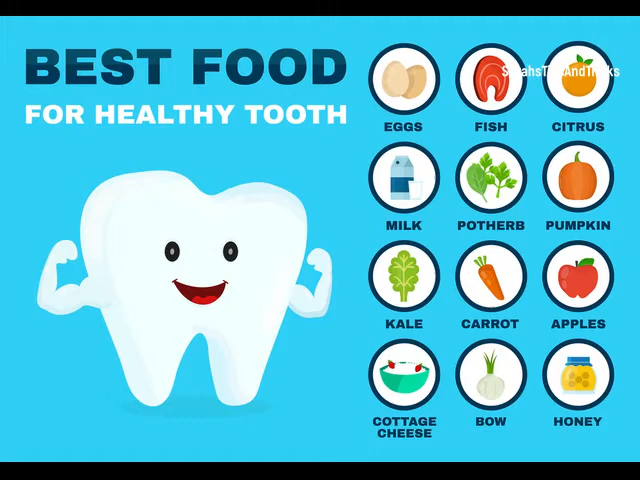 BEST FOOD
FOR HEALTHY TOOTH
EGGS
FISH
CITRUS
MILK
POTHERB
PUMPKIN
KALE
CARROT
APPLES
COTTAGE
CHEESE
BOW
HONEY